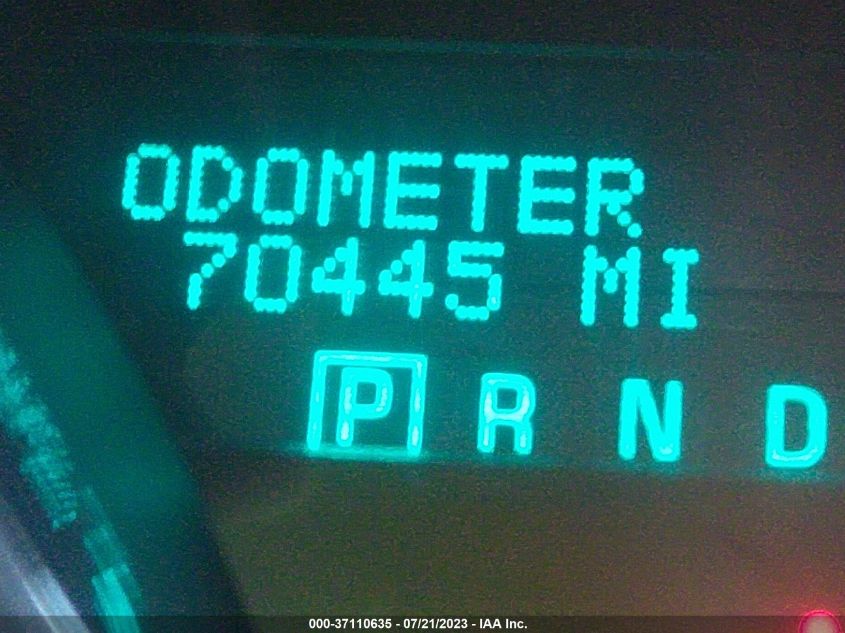 ODOMETER
70445 MI
P R N D
000-37110635 - 07/21/2023 - IAA Inc.